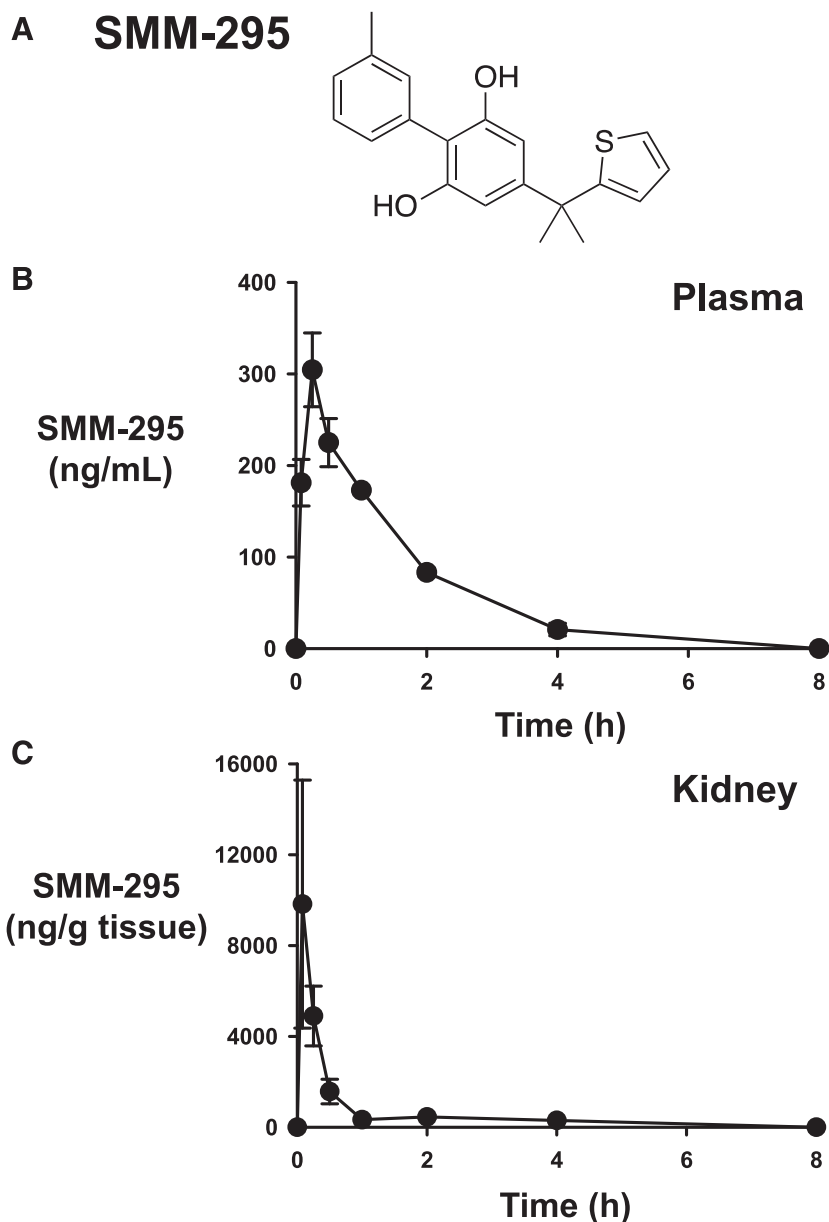 A SMM-295
OH
S
HO
B
Plasma
SMM-295
(ng/mL)
400
300
200
100
0
0 2 4 6 8
Time (h)
C
Kidney
SMM-295
(ng/g tissue)
16000
12000
8000
4000
0
0 2 4 6 8
Time (h)